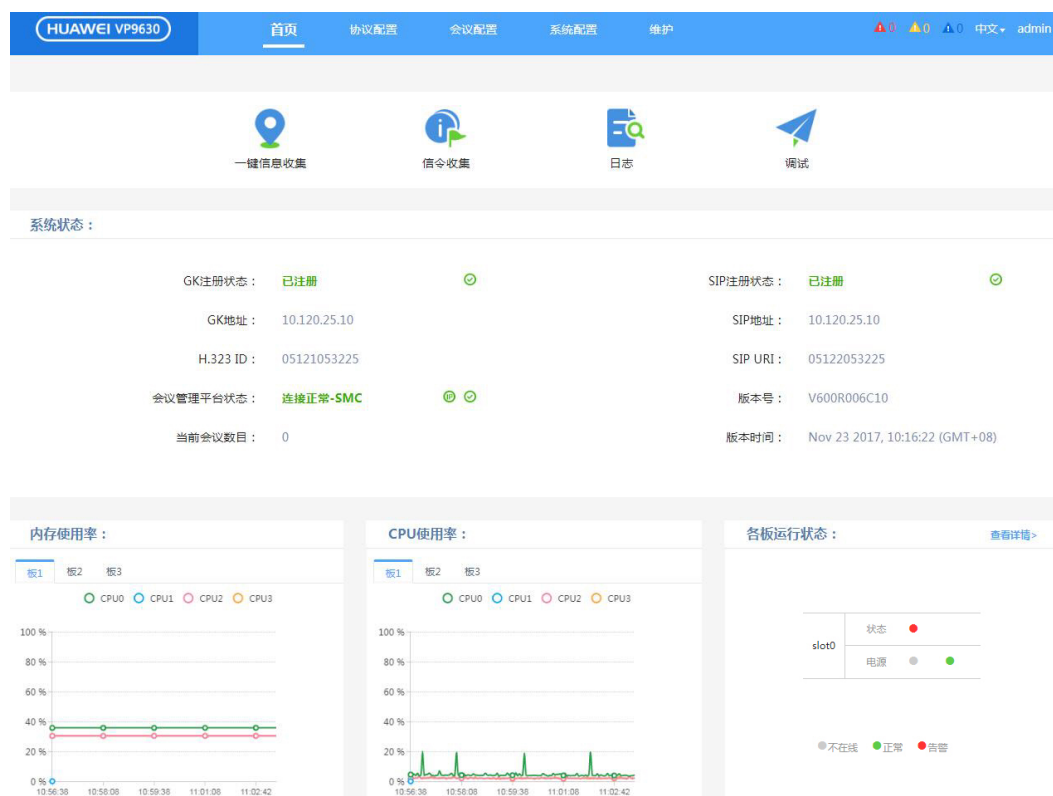 HUAWEI VP9630 首页 协议配置 会议配置 系统配置 维护 0 0 0 中文 admin
一键信息收集 信令收集 日志 调试
系统状态：
GK注册状态： 已注册 SIP注册状态： 已注册
GK地址： 10.120.25.10 SIP地址： 10.120.25.10
H.323 ID： 05121053225 SIP URI： 05122053225
会议管理平台状态： 连接正常-SMC IP 版本号： V600R006C10
当前会议数目： 0 版本时间： Nov 23 2017, 10:16:22 (GMT+08)
内存使用率： CPU使用率： 各板运行状态： 查看详情>
板1 板2 板3 板1 板2 板3
CPU0 CPU1 CPU2 CPU3 CPU0 CPU1 CPU2 CPU3
100 % 100 % 状态
slot0
80 % 80 % 电源
60 % 60 %
40 % 40 %
20 % 20 % 不在线 正常 告警
0 % 0 %
10:56:38 10:58:08 10:59:38 11:01:08 11:02:42 10:56:38 10:58:08 10:59:38 11:01:08 11:02:42